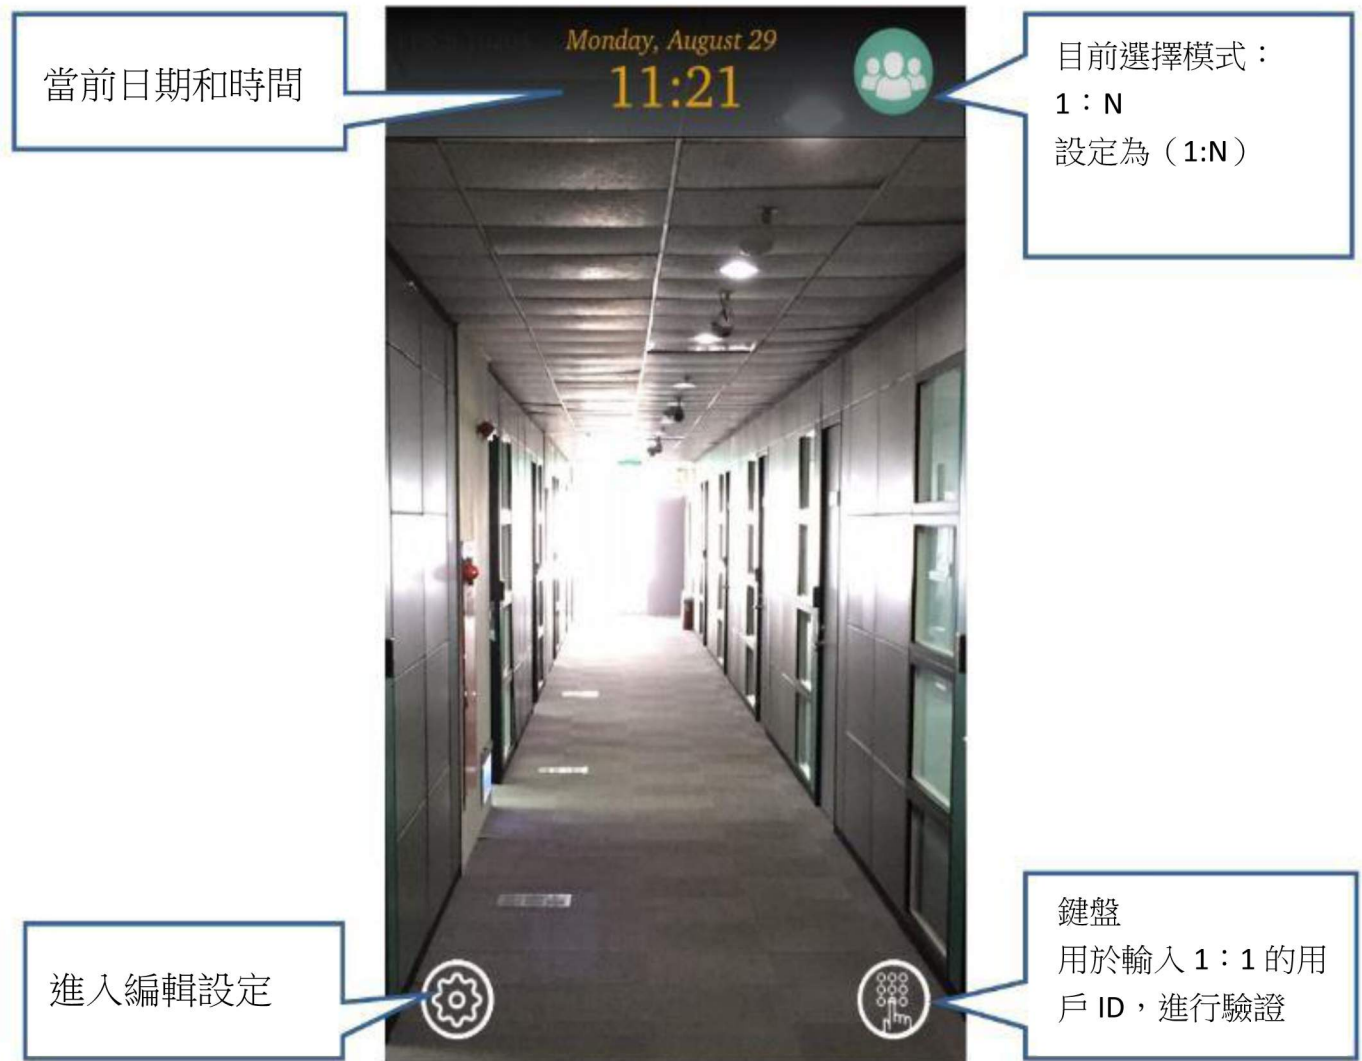 當前日期和時間
Monday, August 29
11:21
目前選擇模式：
1：N
設定為（1:N）
進入編輯設定
鍵盤
用於輸入 1：1 的用
戶 ID，進行驗證